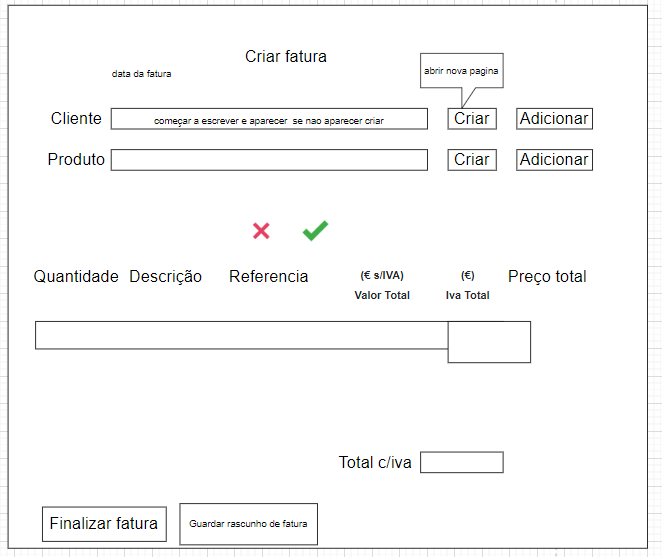 Criar fatura
data da fatura
abrir nova pagina
Cliente
começar a escrever e aparecer se nao aparecer criar
Criar
Adicionar
Produto
Criar
Adicionar
Quantidade
Descrição
Referencia
(€ s/IVA)
Valor Total
(€)
Iva Total
Preço total
Total c/iva
Finalizar fatura
Guardar rascunho de fatura